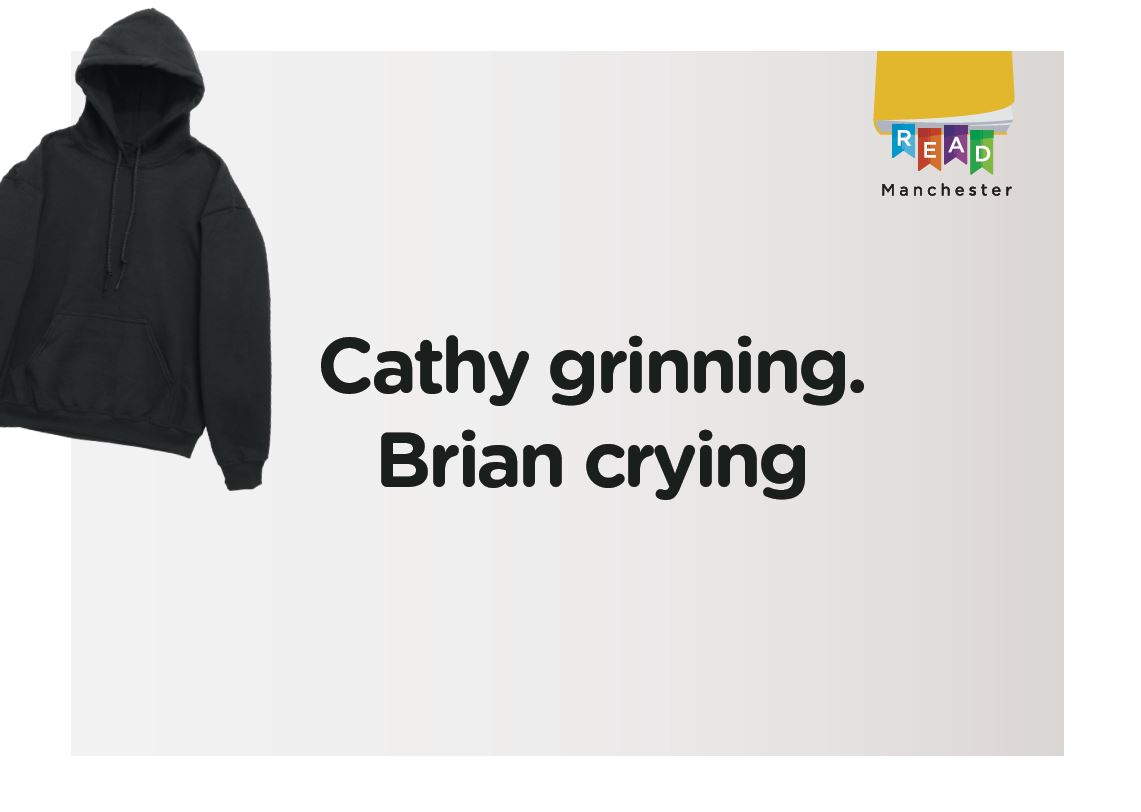 READ
Manchester
Cathy grinning.
Brian crying